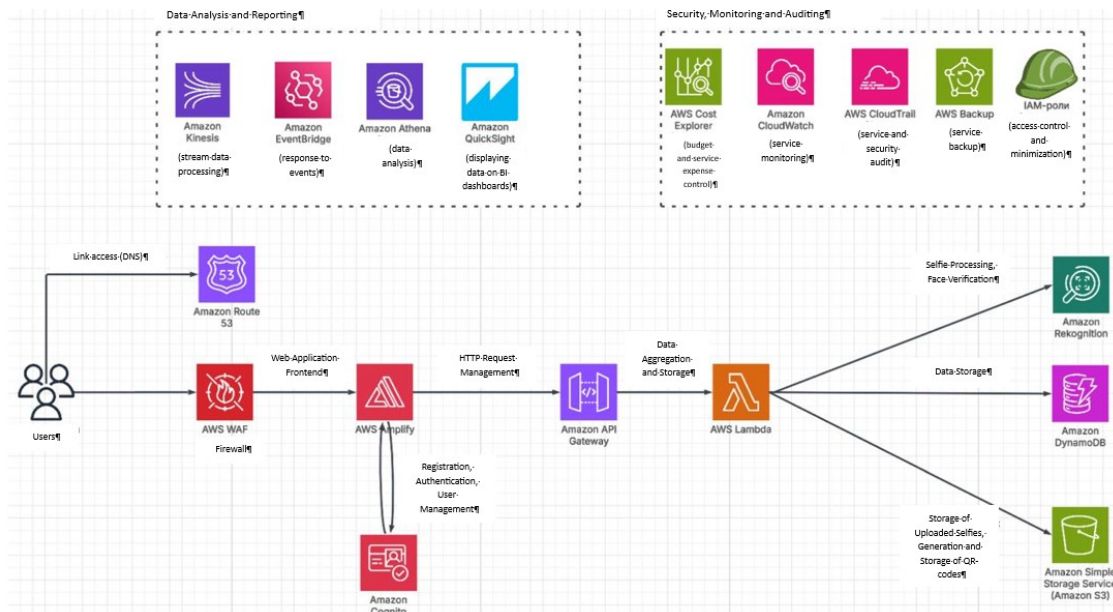 Data Analysis and Reporting¶
Security, Monitoring and Auditing¶
Amazon
Kinesis
(stream data
processing)¶
Amazon
EventBridge
(response to
events)¶
Amazon Athena
(data
analysis)¶
Amazon
QuickSight
(displaying
data on BI
dashboards)¶
AWS Cost
Explorer
(budget
and service
expense
control)¶
Amazon
CloudWatch
(service
monitoring)¶
AWS CloudTrail
(service and
security
audit)¶
AWS Backup
(service
backup)¶
IAM-роли
(access control
and
minimization)¶
Link access (DNS)¶
53
Amazon Route
53
Users¶
AWS WAF
Firewall¶
Web Application
Frontend¶
AWS Amplify
HTTP Request
Management¶
Amazon API
Gateway
Data
Aggregation
and Storage¶
AWS Lambda
Selfie Processing,
Face Verification¶
Amazon
Rekognition
Data Storage¶
Amazon
DynamoDB
Registration,
Authentication,
User
Management¶
Amazon
Cognito
Storage of
Uploaded Selfies,
Generation and
Storage of QR-
codes¶
Amazon Simple
Storage Service
(Amazon S3)